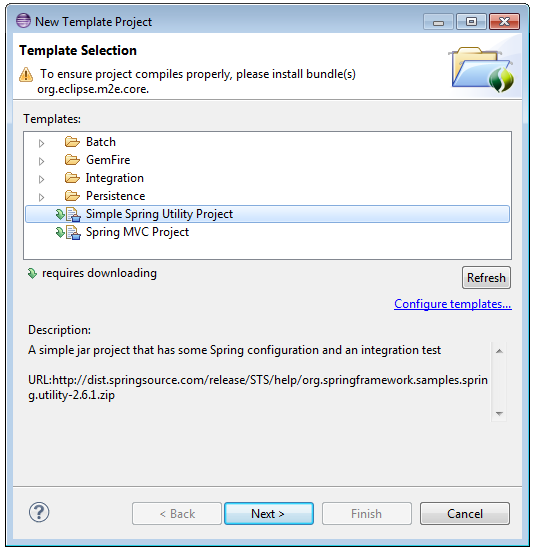 New Template Project
Template Selection
To ensure project compiles properly, please install bundle(s)
org.eclipse.m2e.core.
Templates:
Batch
GemFire
Integration
Persistence
Simple Spring Utility Project
Spring MVC Project
requires downloading
Refresh
Configure templates...
Description:
A simple jar project that has some Spring configuration and an integration test
URL:http://dist.springsource.com/release/STS/help/org.springframework.samples.sprin
g.utility-2.6.1.zip
? < Back Next > Finish Cancel